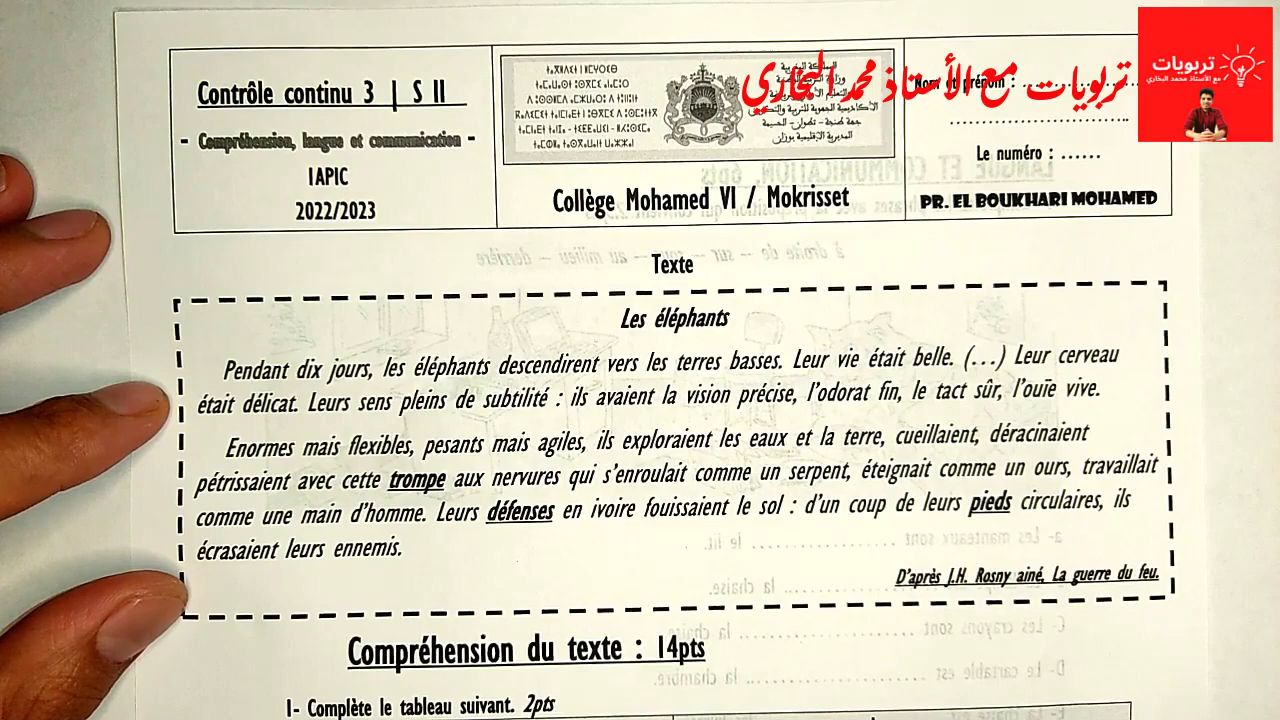 Contrôle continu 3 | S II
- Compréhension, langue et communication -
1APIC
2022/2023
المملكة المغربية
Collège Mohamed VI / Mokrisset
Nom et prénom :
Le numéro : ......
PR. EL BOUKHARI MOHAMED
تربويات مع الأستاذ محمد البخاري
تربويات
مع الأستاذ محمد البخاري
Texte
Les éléphants
Pendant dix jours, les éléphants descendirent vers les terres basses. Leur vie était belle. (...) Leur cerveau
était délicat. Leurs sens pleins de subtilité : ils avaient la vision précise, l'odorat fin, le tact sûr, l'ouïe vive.
Enormes mais flexibles, pesants mais agiles, ils exploraient les eaux et la terre, cueillaient, déracinaient
pétrissaient avec cette trompe aux nervures qui s'enroulait comme un serpent, éteignait comme un ours, travaillait
comme une main d'homme. Leurs défenses en ivoire fouissaient le sol : d'un coup de leurs pieds circulaires, ils
écrasaient leurs ennemis.
D'après J.H. Rosny ainé, La guerre du feu.
Compréhension du texte : 14pts
I- Complète le tableau suivant. 2pts